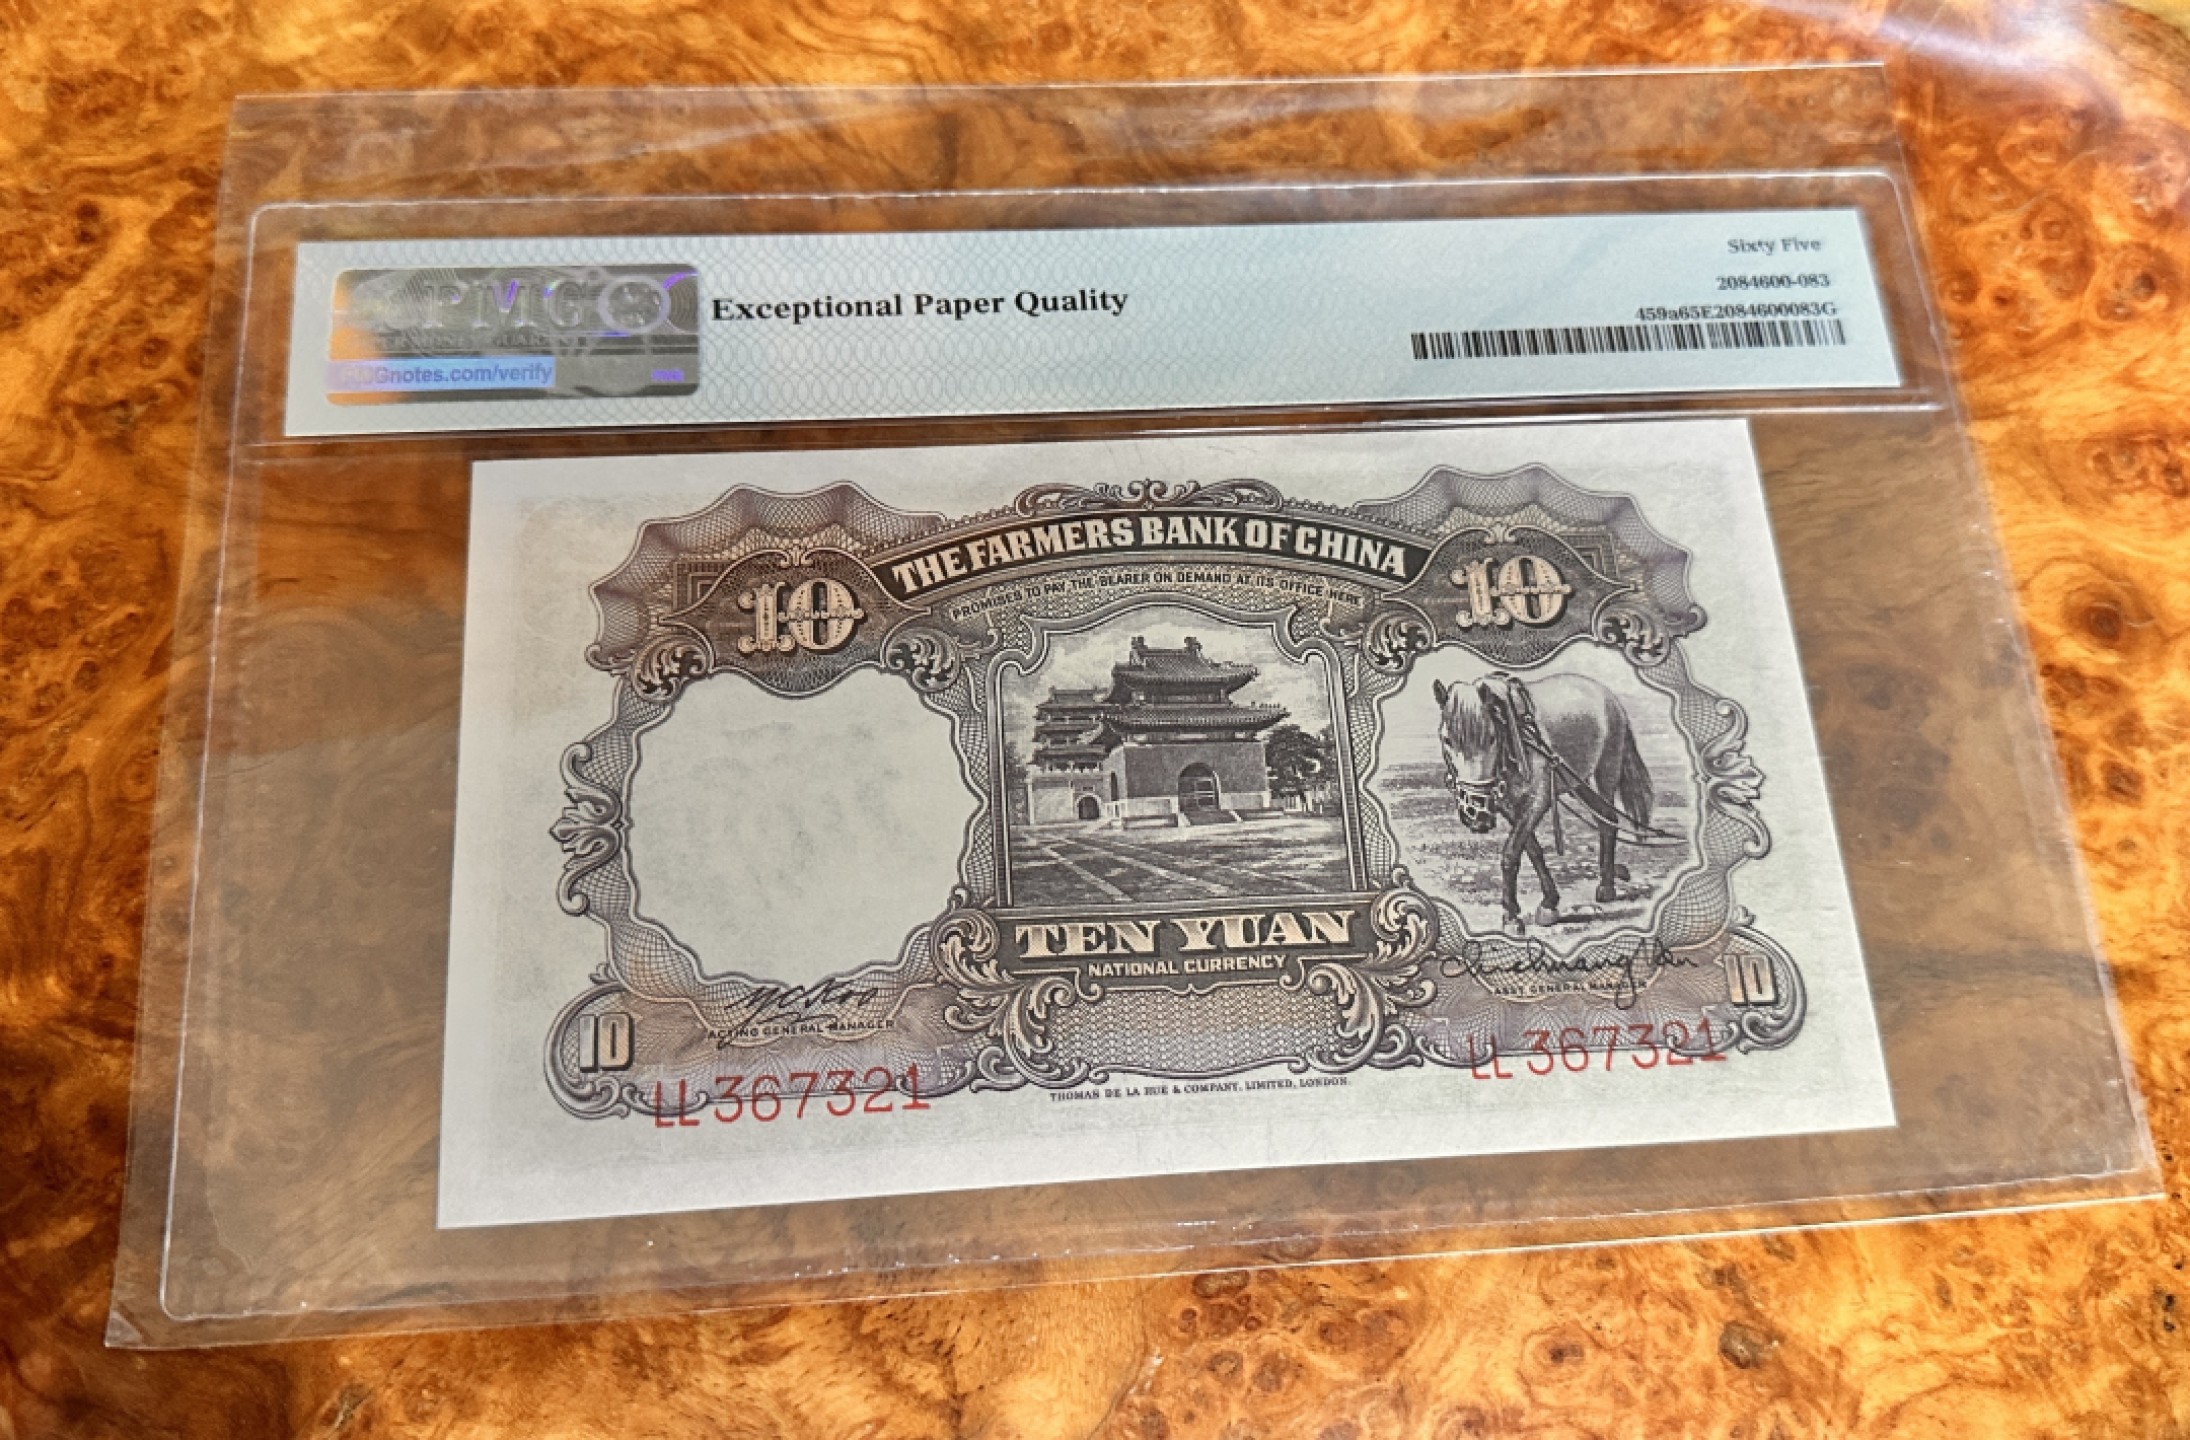 Sixty Five
2084600-083
459a65E2084600083G
PMG
PMGnotes.com/verify
Exceptional Paper Quality
THE FARMERS BANK OF CHINA
PROMISES TO PAY THE BEARER ON DEMAND AT ITS OFFICE HERE
10 10
TEN YUAN
NATIONAL CURRENCY
ACTING GENERAL MANAGER
ASST GENERAL MANAGER
10 10
LL 367321
LL 367321
THOMAS DE LA RUE & COMPANY, LIMITED, LONDON.